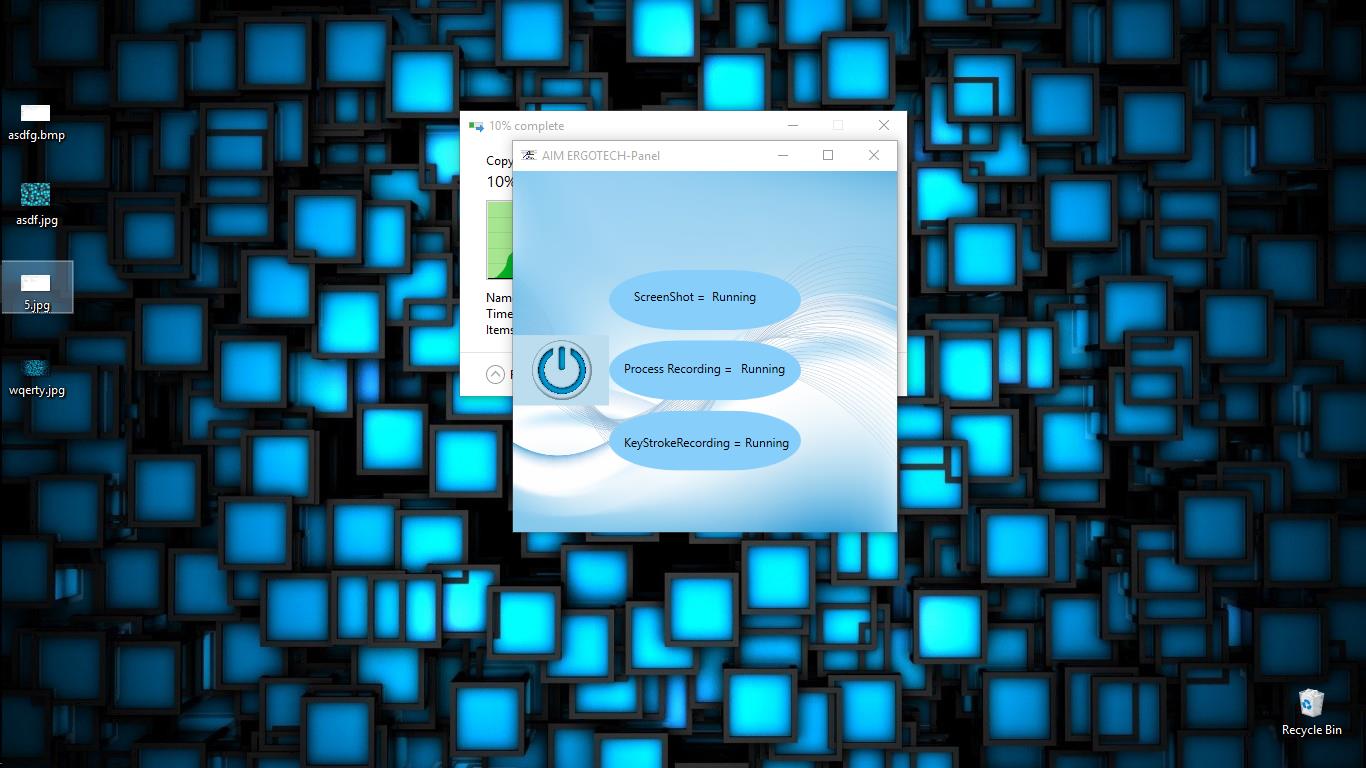 asdfg.bmp
asdf.jpg
5.jpg
wqerty.jpg
10% complete
Copy
10%
Nam
Time
Items
AIM ERGOTECH-Panel
ScreenShot = Running
Process Recording = Running
KeyStrokeRecording = Running
Recycle Bin